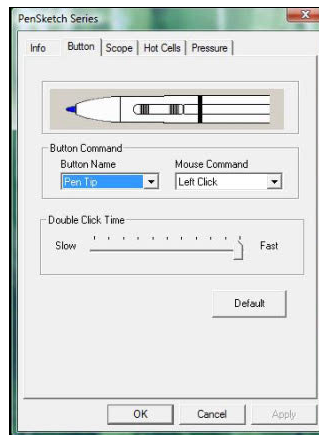 PenSketch Series
Info Button Scope Hot Cells Pressure
Button Command
Button Name Mouse Command
Pen Tip Left Click
Double Click Time
Slow Fast
Default
OK Cancel Apply